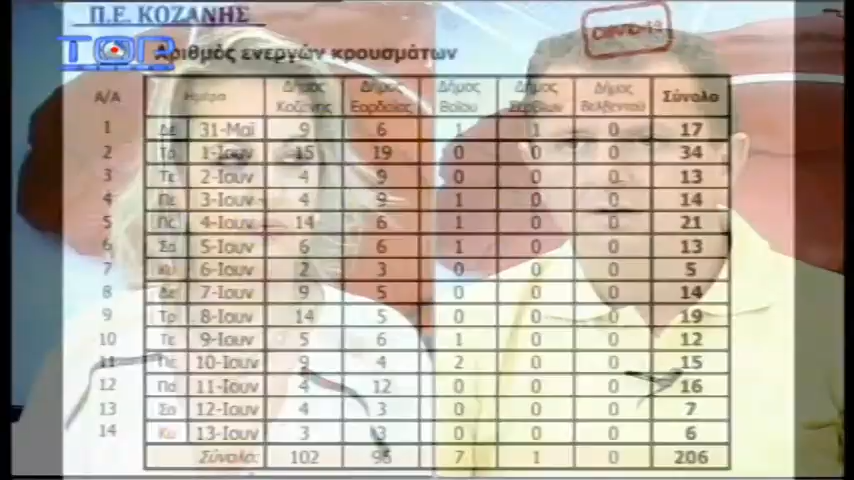 Π.Ε. ΚΟΖΑΝΗΣ
COVID-19
TOP
Αριθμός ενεργών κρουσμάτων
Α/Α Ημέρα Δήμος Κοζάνης Δήμος Εορδαίας Δήμος Βοΐου Δήμος Σερβίων Δήμος Βελβεντού Σύνολο
1 Δε 31-Μαϊ 9 6 1 1 0 17
2 Τρ 1-Ιουν 15 19 0 0 0 34
3 Τε 2-Ιουν 4 9 0 0 0 13
4 Πε 3-Ιουν 4 9 1 0 0 14
5 Πα 4-Ιουν 14 6 1 0 0 21
6 Σα 5-Ιουν 6 6 1 0 0 13
7 Κυ 6-Ιουν 2 3 0 0 0 5
8 Δε 7-Ιουν 9 5 0 0 0 14
9 Τρ 8-Ιουν 14 5 0 0 0 19
10 Τε 9-Ιουν 5 6 1 0 0 12
11 Πε 10-Ιουν 9 4 2 0 0 15
12 Πα 11-Ιουν 4 12 0 0 0 16
13 Σα 12-Ιουν 4 3 0 0 0 7
14 Κυ 13-Ιουν 3 3 0 0 0 6
Σύνολο: 102 96 7 1 0 206